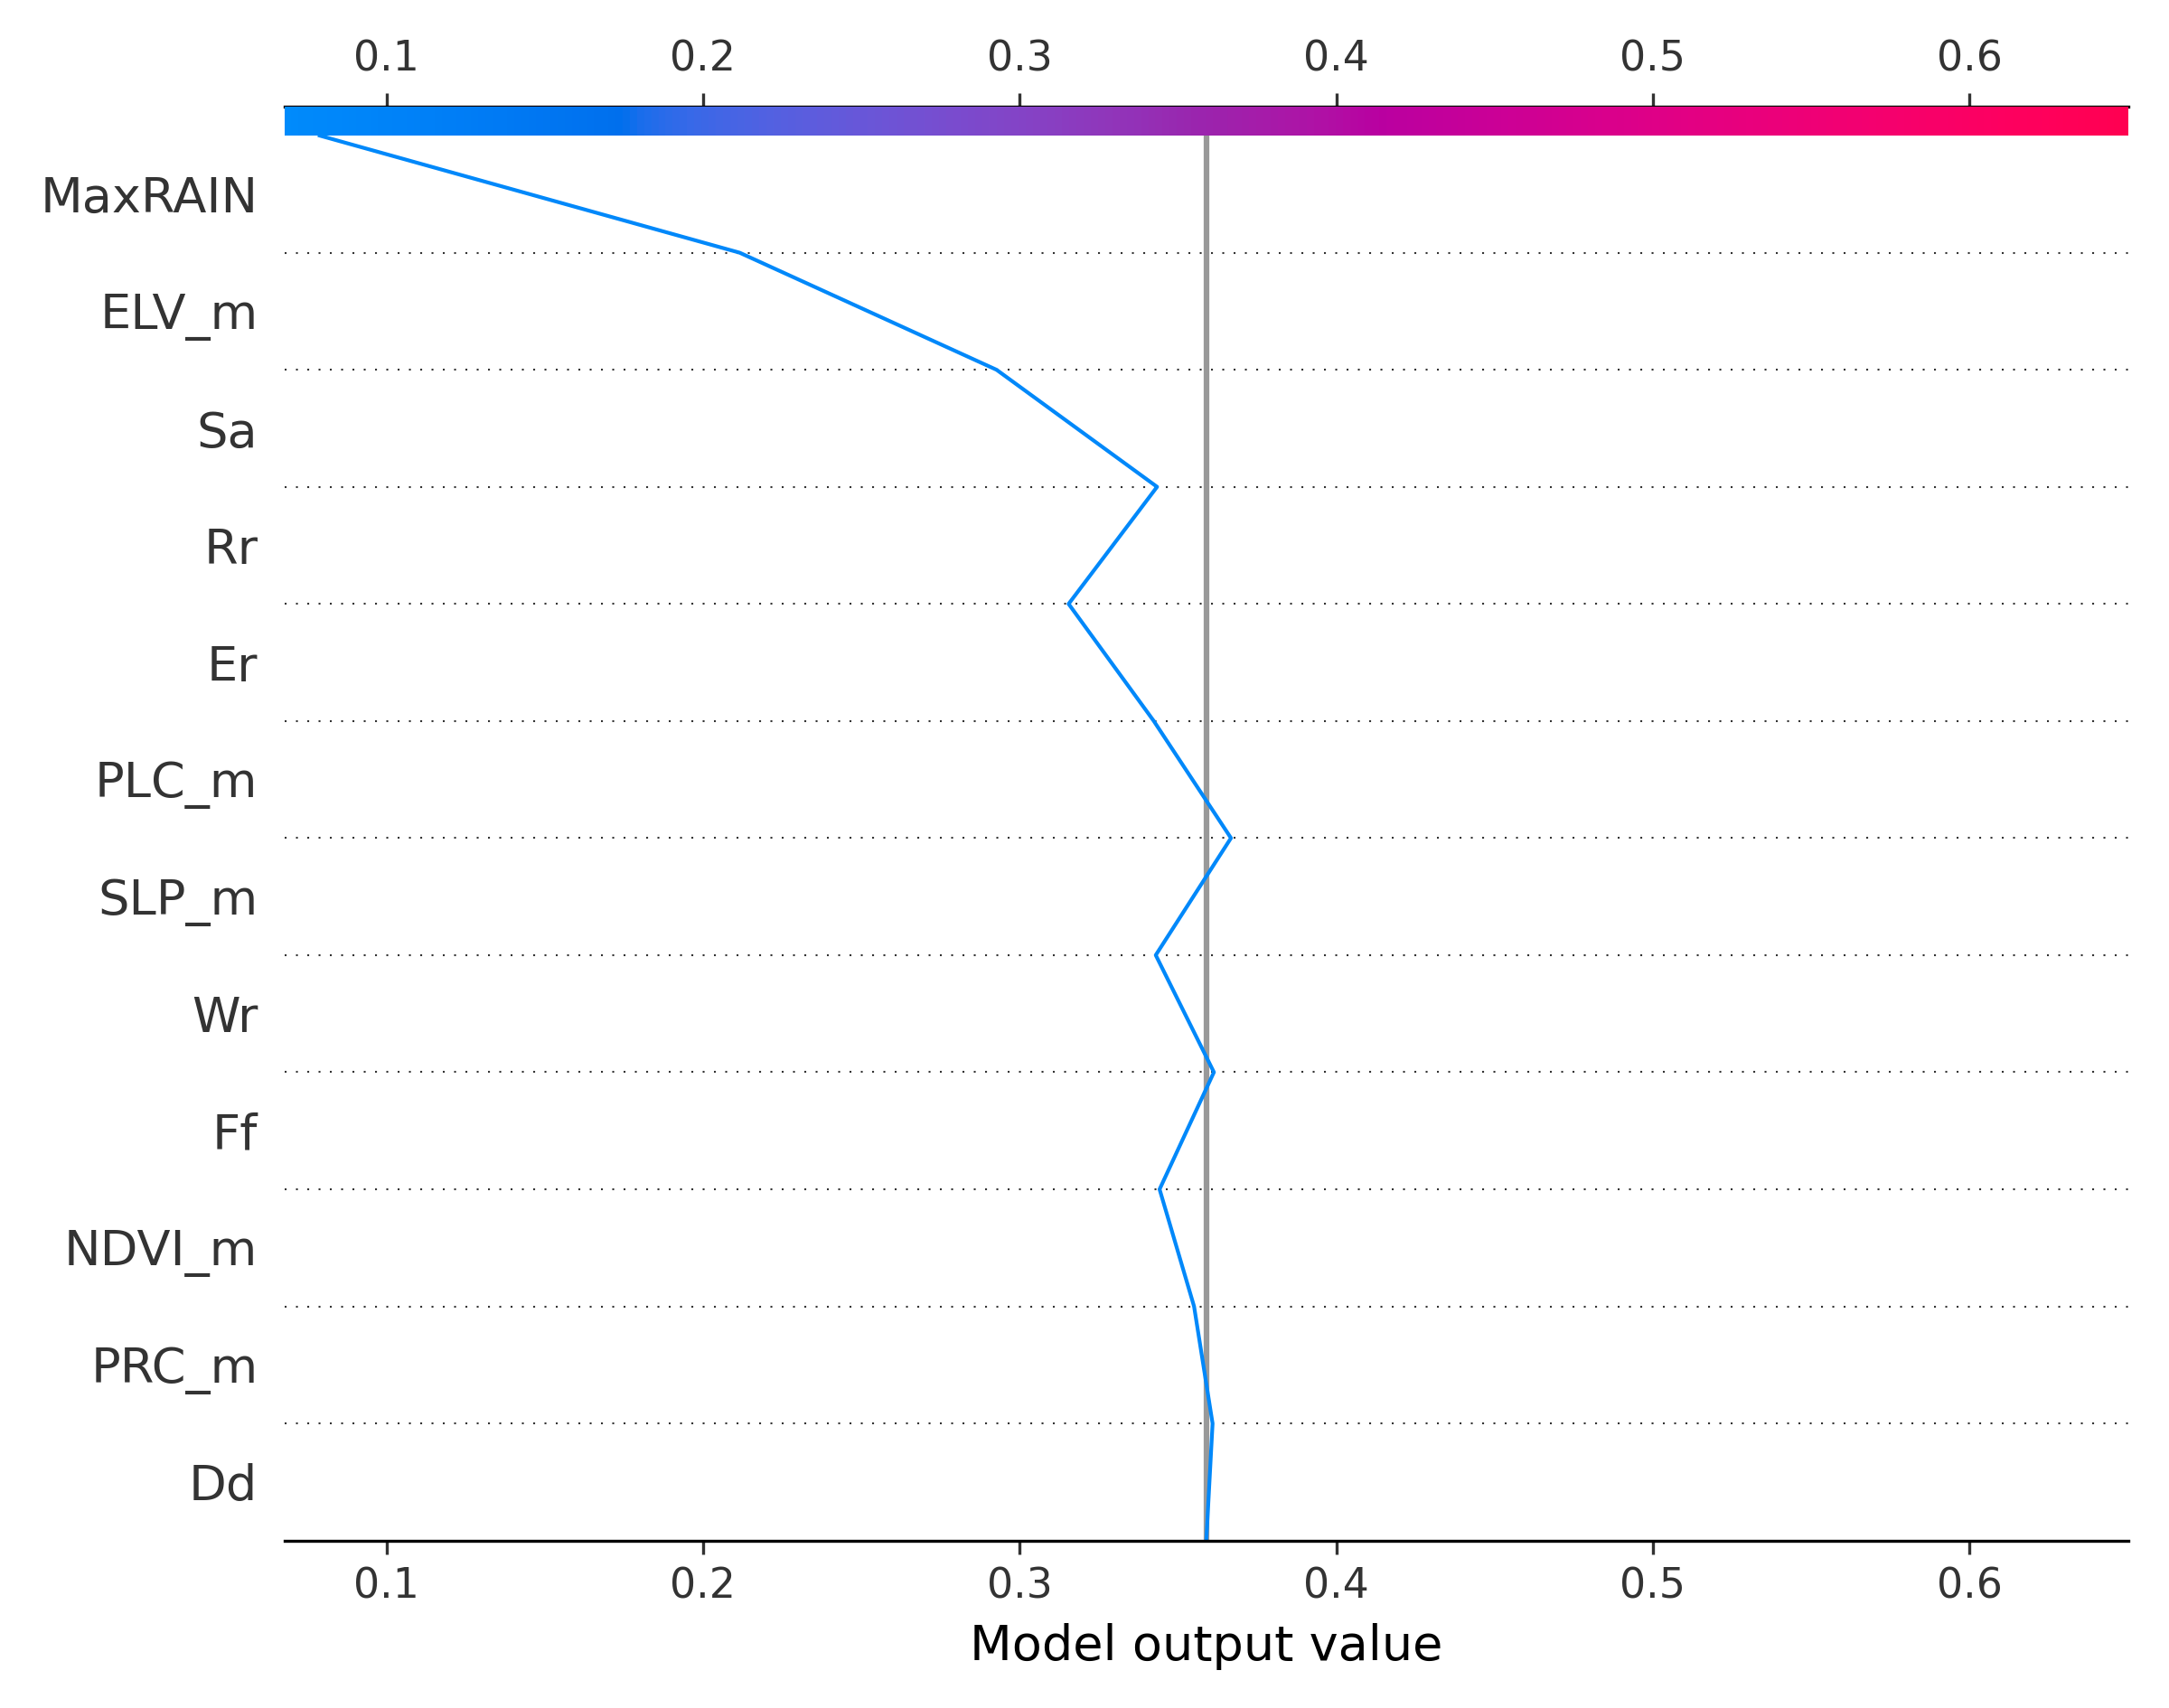 0.1 0.2 0.3 0.4 0.5 0.6
MaxRAIN
ELV_m
Sa
Rr
Er
PLC_m
SLP_m
Wr
Ff
NDVI_m
PRC_m
Dd
0.1 0.2 0.3 0.4 0.5 0.6
Model output value